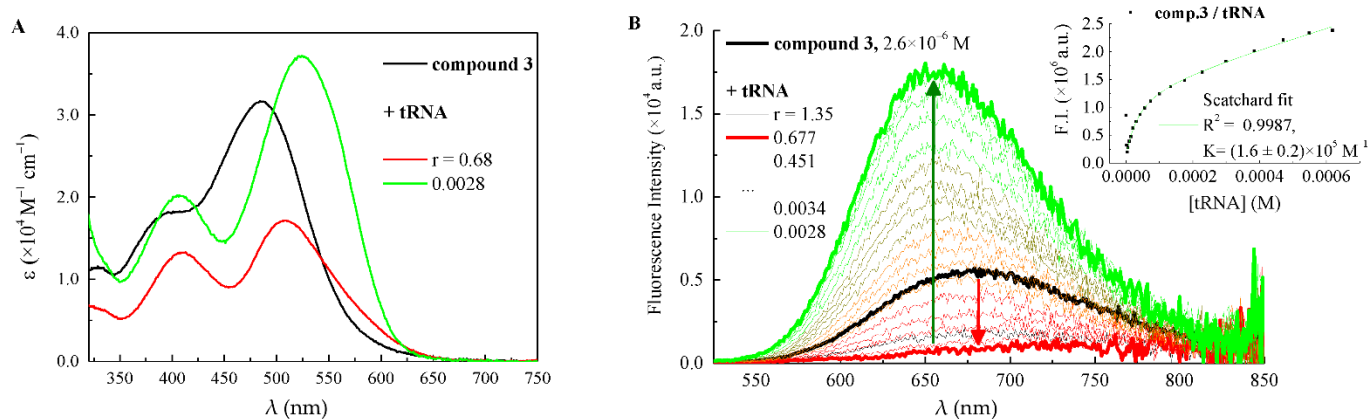 A
ε (×10⁴ M⁻¹ cm⁻¹)
4.0
3.0
2.0
1.0
0.0
compound 3
+ tRNA
r = 0.68
0.0028
350 400 450 500 550 600 650 700 750
λ (nm)
B
Fluorescence Intensity (×10⁴ a.u.)
2.0
1.5
1.0
0.5
0.0
compound 3, 2.6×10⁻⁶ M
+ tRNA
r = 1.35
0.677
0.451
...
0.0034
0.0028
550 600 650 700 750 800 850
λ (nm)
comp.3 / tRNA
F.I. (×10⁶ a.u.)
2.5
2.0
1.5
1.0
0.5
0.0
Scatchard fit
R² = 0.9987,
K= (1.6 ± 0.2)×10⁵ M⁻¹
0.0000 0.0002 0.0004 0.0006
[tRNA] (M)